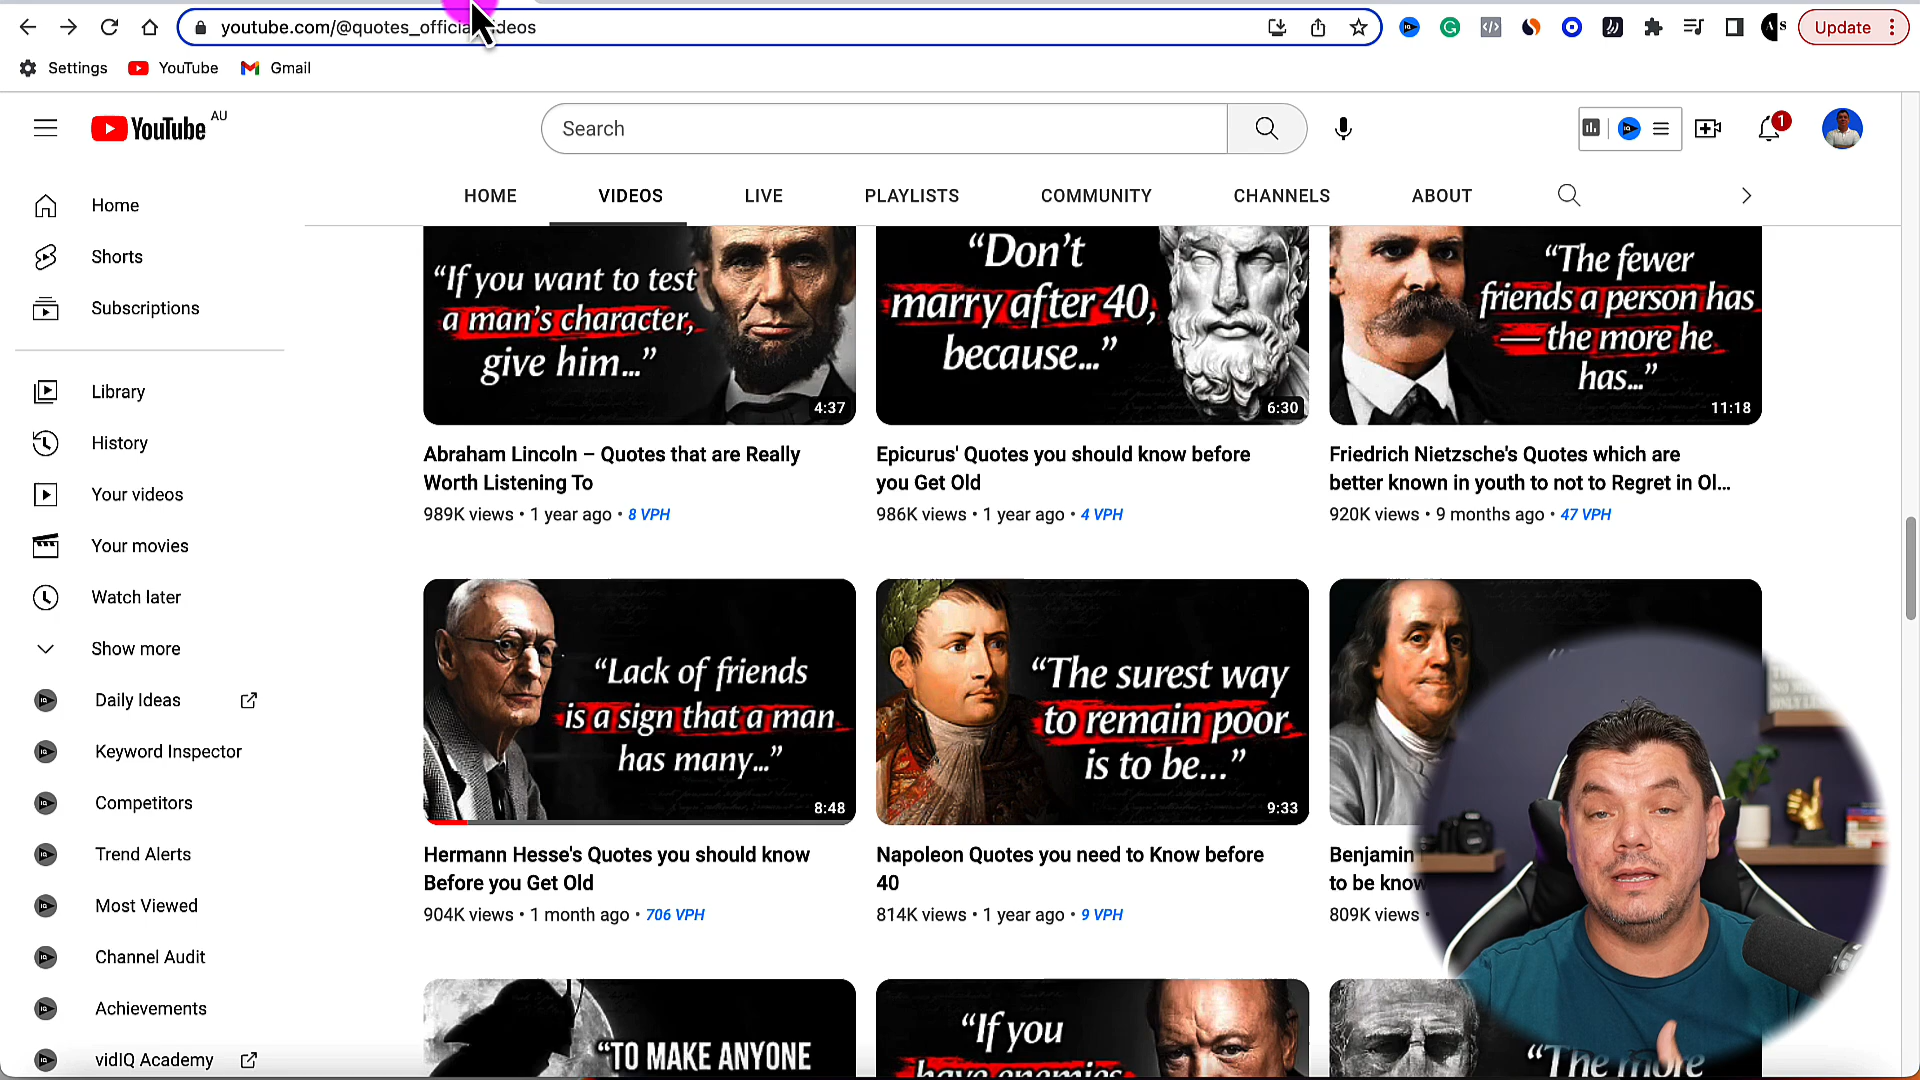 youtube.com/@quotes_officia
deos
Update
Settings
YouTube
Gmail
YouTube
AU
Search
1
HOME
VIDEOS
LIVE
PLAYLISTS
COMMUNITY
CHANNELS
ABOUT
Home
Shorts
Subscriptions
Library
History
Your videos
Your movies
Watch later
Show more
Daily Ideas
Keyword Inspector
Competitors
Trend Alerts
Most Viewed
Channel Audit
Achievements
vidIQ Academy
“If you want to test
a man’s character,
give him...”
4:37
Abraham Lincoln – Quotes that are Really
Worth Listening To
989K views • 1 year ago • 8 VPH
“Don’t
marry after 40,
because...”
6:30
Epicurus' Quotes you should know before
you Get Old
986K views • 1 year ago • 4 VPH
“The fewer
friends a person has
— the more he
has...”
11:18
Friedrich Nietzsche's Quotes which are
better known in youth to not to Regret in Ol...
920K views • 9 months ago • 47 VPH
“Lack of friends
is a sign that a man
has many...”
8:48
Hermann Hesse's Quotes you should know
Before you Get Old
904K views • 1 month ago • 706 VPH
“The surest way
to remain poor
is to be...”
9:33
Napoleon Quotes you need to Know before
40
814K views • 1 year ago • 9 VPH
Benjamin
to be know
809K views •
“TO MAKE ANYONE
“If you
have enemies
“The more